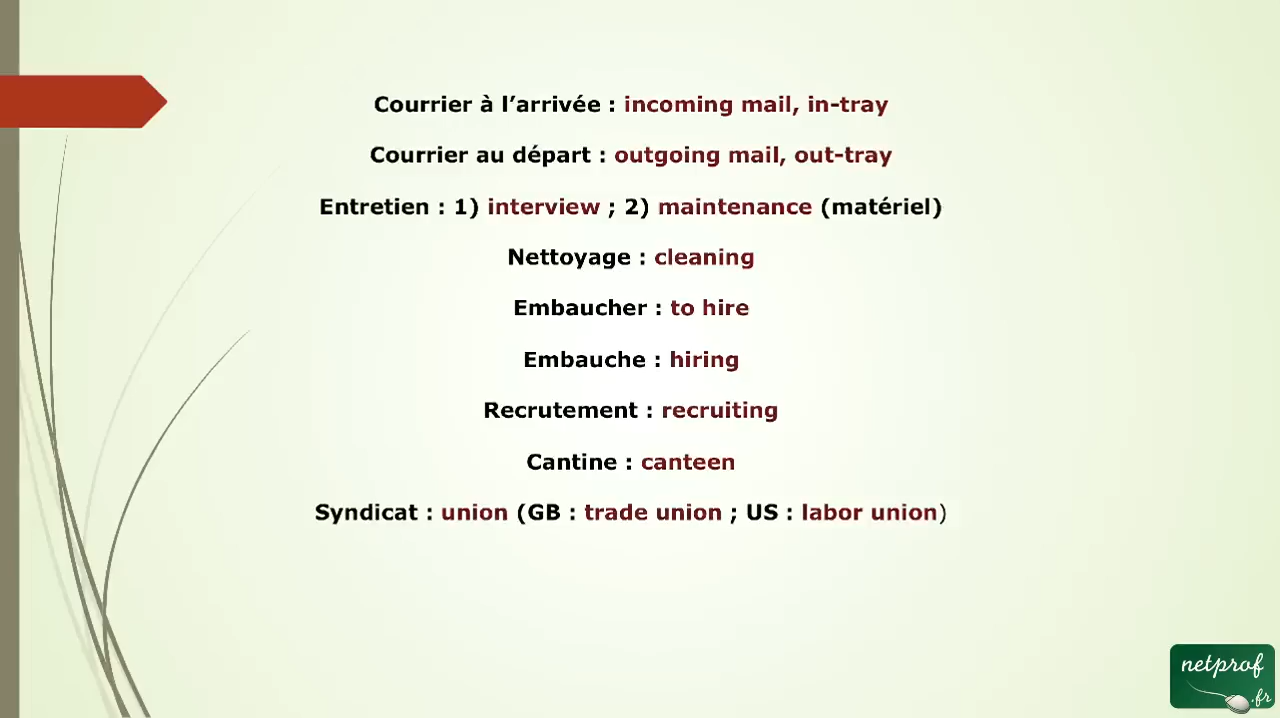 Courrier à l’arrivée : incoming mail, in-tray
Courrier au départ : outgoing mail, out-tray
Entretien : 1) interview ; 2) maintenance (matériel)
Nettoyage : cleaning
Embaucher : to hire
Embauche : hiring
Recrutement : recruiting
Cantine : canteen
Syndicat : union (GB : trade union ; US : labor union)
netprof
.fr